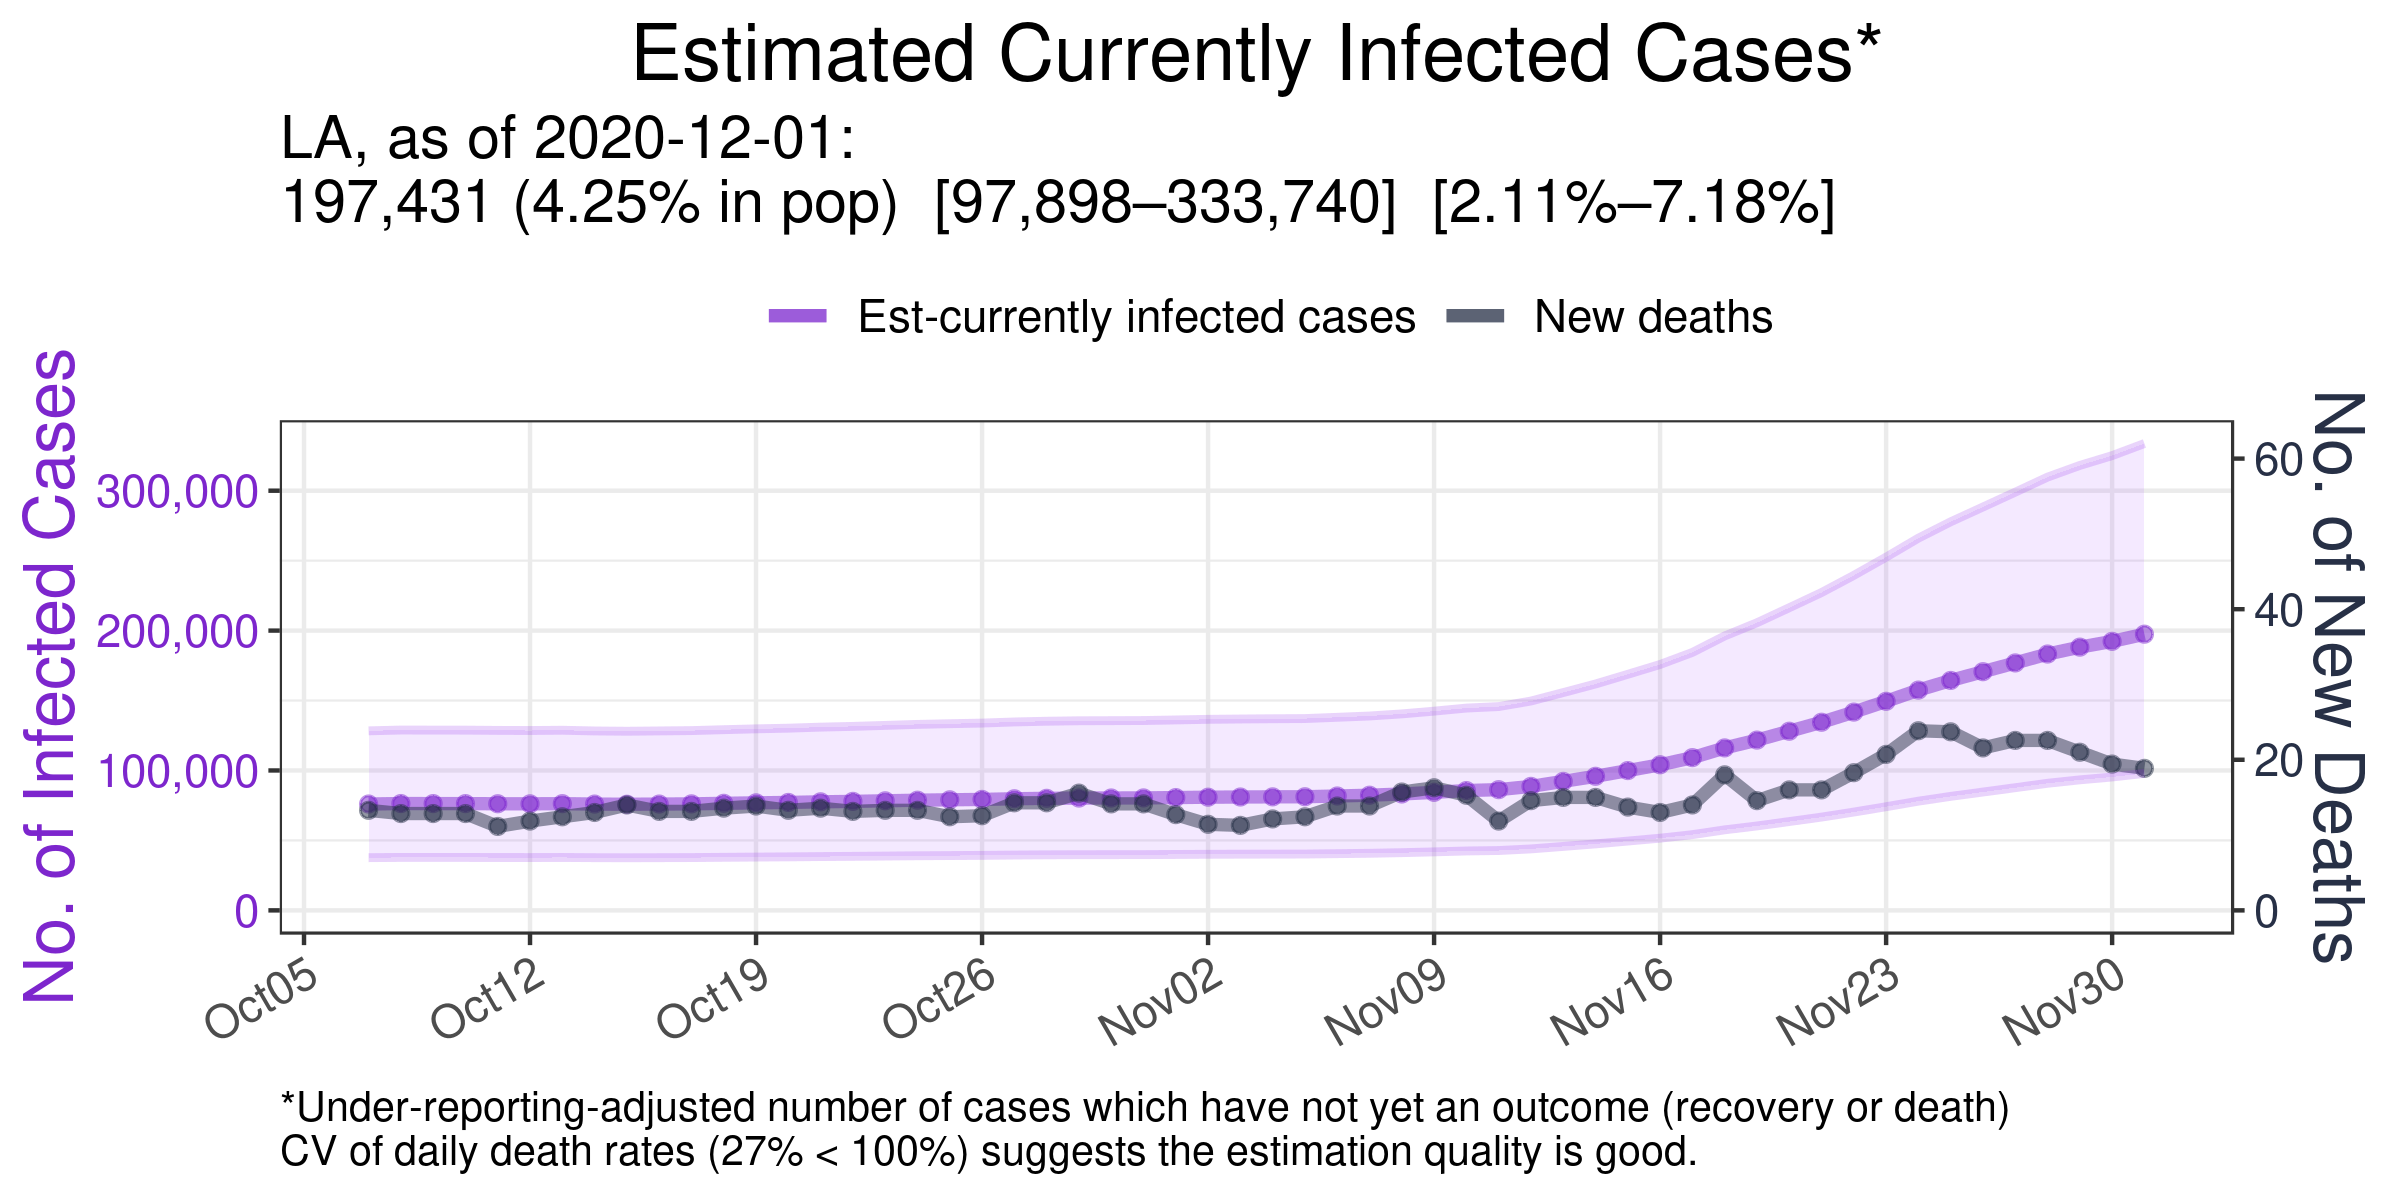 Estimated Currently Infected Cases*
LA, as of 2020-12-01:
197,431 (4.25% in pop)  [97,898–333,740]  [2.11%–7.18%]
Est-currently infected cases
New deaths
No. of Infected Cases
300,000
200,000
100,000
0
60
40
20
0
No. of New Deaths
Oct05
Oct12
Oct19
Oct26
Nov02
Nov09
Nov16
Nov23
Nov30
*Under-reporting-adjusted number of cases which have not yet an outcome (recovery or death)
CV of daily death rates (27% < 100%) suggests the estimation quality is good.